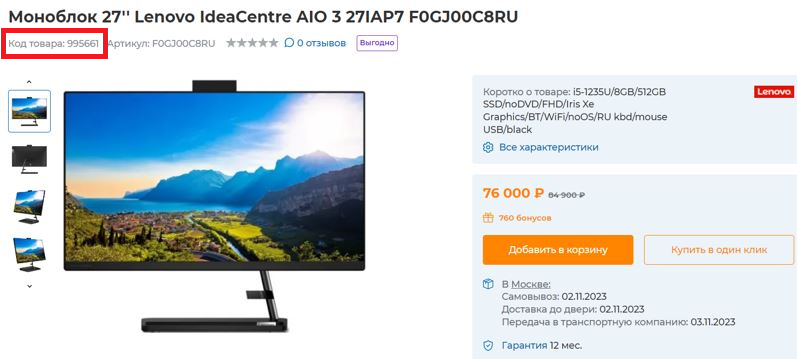 Моноблок 27'' Lenovo IdeaCentre AIO 3 27IAP7 F0GJ00C8RU
Код товара: 995661 Артикул: F0GJ00C8RU 0 отзывов Выгодно
Коротко о товаре: i5-1235U/8GB/512GB
SSD/noDVD/FHD/Iris Xe
Graphics/BT/WiFi/noOS/RU kbd/mouse
USB/black
Lenovo
Все характеристики
76 000 ₽ 84 900 ₽
760 бонусов
Добавить в корзину
Купить в один клик
В Москве:
Самовывоз: 02.11.2023
Доставка до двери: 02.11.2023
Передача в транспортную компанию: 03.11.2023
Гарантия 12 мес.